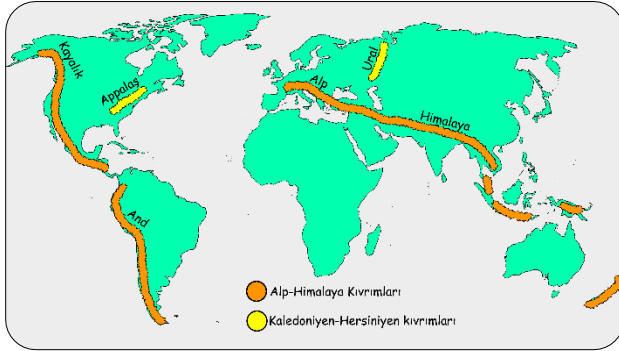 Kayalık
Appalaş
Ural
Alp
Himalaya
And
Alp-Himalaya Kıvrımları
Kaledoniyen-Hersiniyen kıvrımları